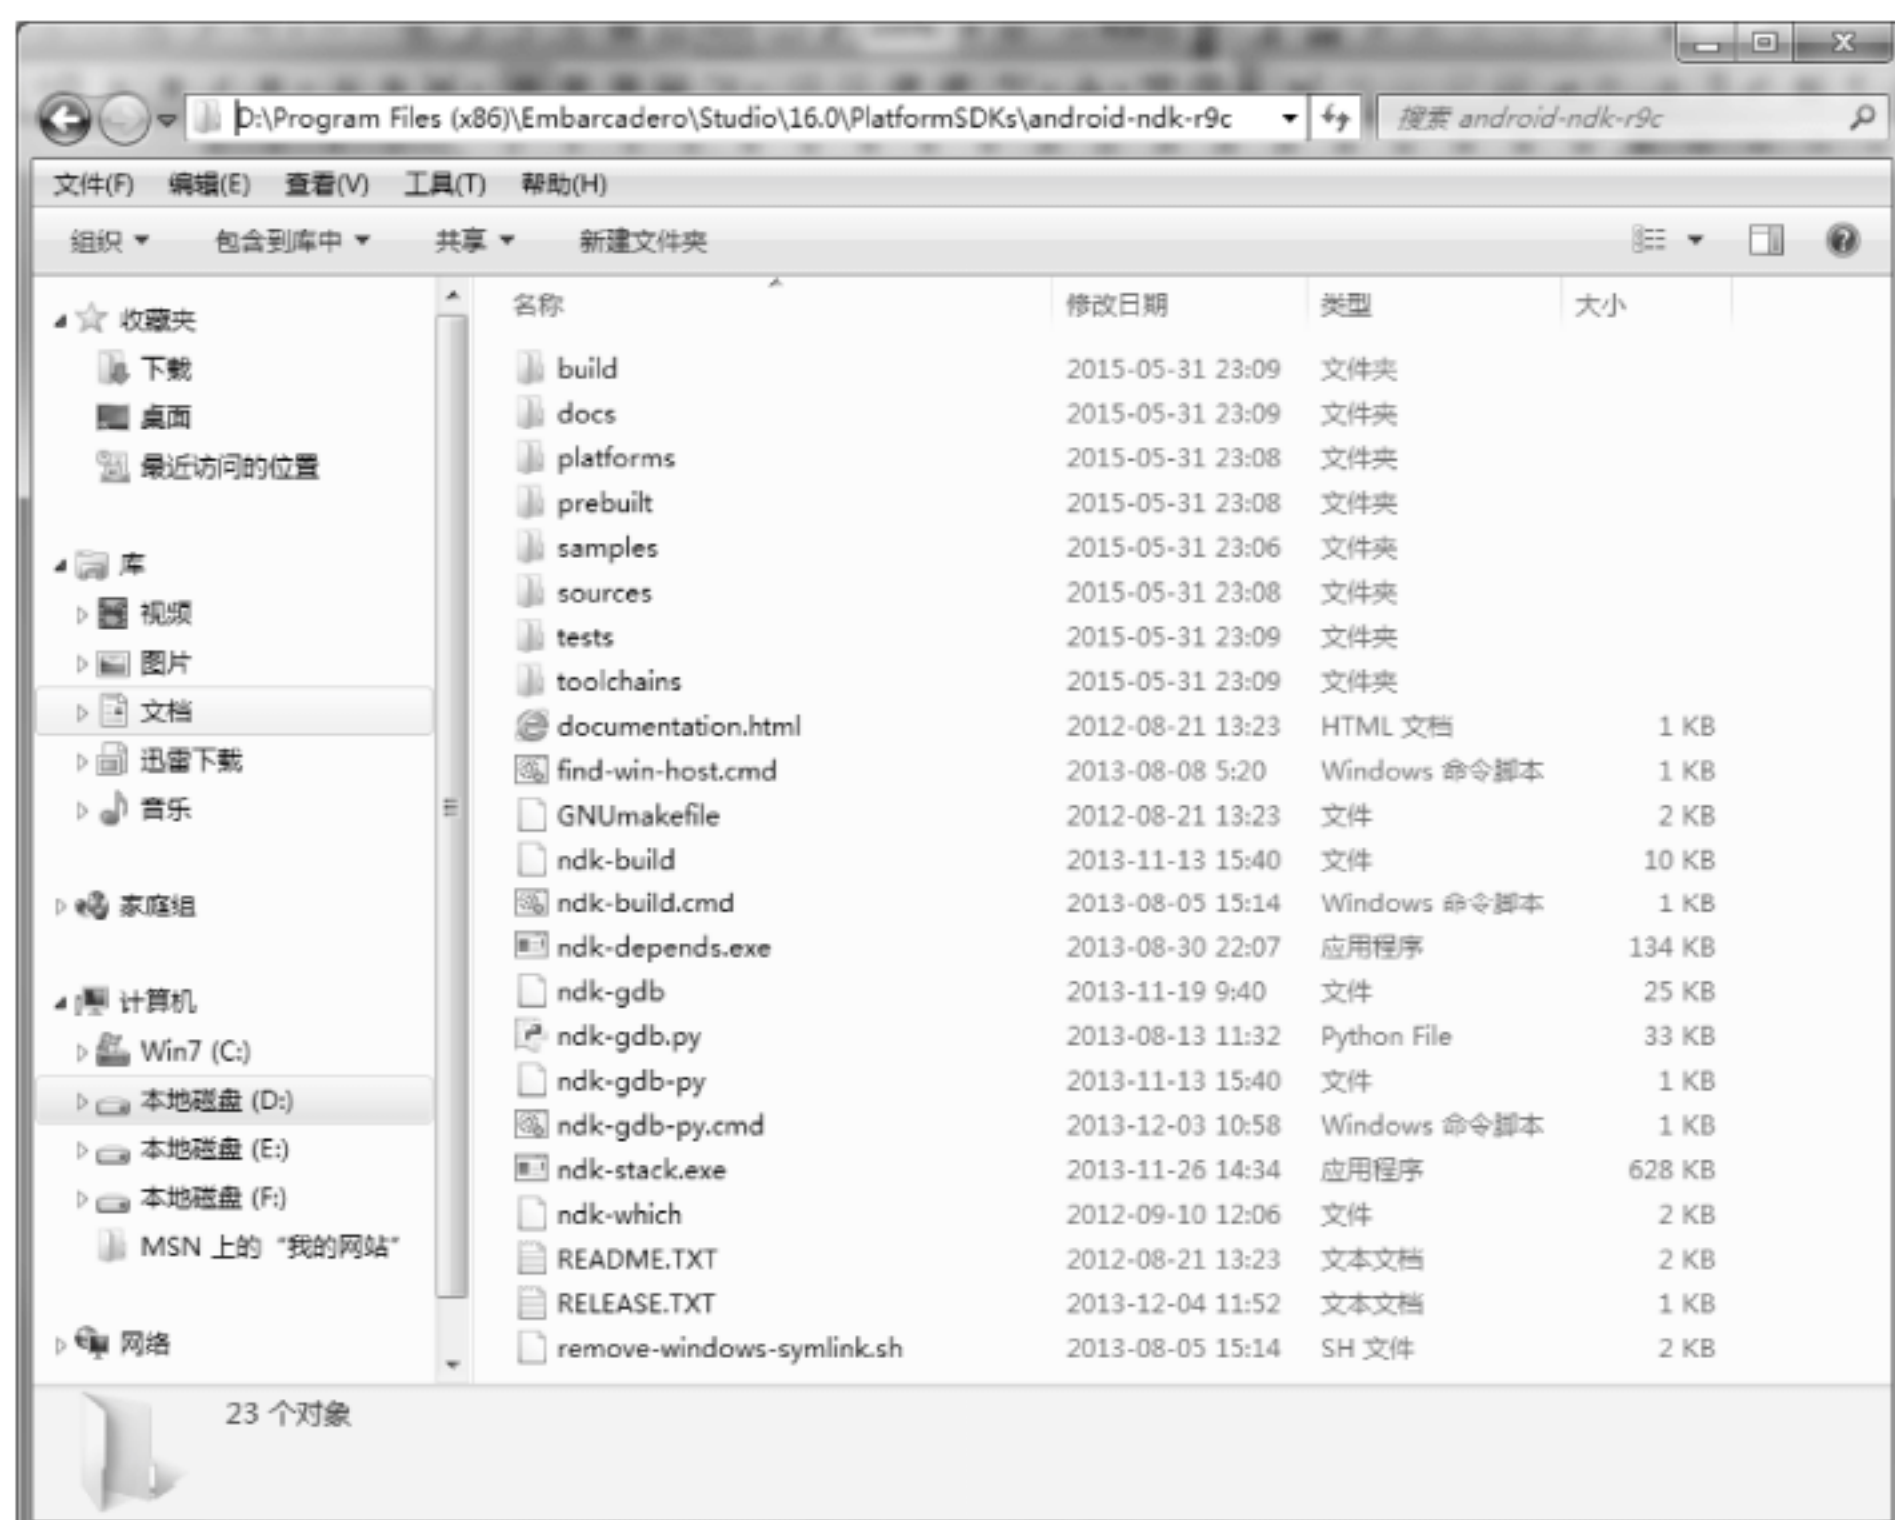 D:\Program Files (x86)\Embarcadero\Studio\16.0\PlatformSDKs\android-ndk-r9c
搜索 android-ndk-r9c
文件(F) 编辑(E) 查看(V) 工具(T) 帮助(H)
组织 包含到库中 共享 新建文件夹
收藏夹
下载
桌面
最近访问的位置
库
视频
图片
文档
迅雷下载
音乐
家庭组
计算机
Win7 (C:)
本地磁盘 (D:)
本地磁盘 (E:)
本地磁盘 (F:)
MSN 上的“我的网站”
网络
名称 修改日期 类型 大小
build 2015-05-31 23:09 文件夹
docs 2015-05-31 23:09 文件夹
platforms 2015-05-31 23:08 文件夹
prebuilt 2015-05-31 23:08 文件夹
samples 2015-05-31 23:06 文件夹
sources 2015-05-31 23:08 文件夹
tests 2015-05-31 23:09 文件夹
toolchains 2015-05-31 23:09 文件夹
documentation.html 2012-08-21 13:23 HTML 文档 1 KB
find-win-host.cmd 2013-08-08 5:20 Windows 命令脚本 1 KB
GNUmakefile 2012-08-21 13:23 文件 2 KB
ndk-build 2013-11-13 15:40 文件 10 KB
ndk-build.cmd 2013-08-05 15:14 Windows 命令脚本 1 KB
ndk-depends.exe 2013-08-30 22:07 应用程序 134 KB
ndk-gdb 2013-11-19 9:40 文件 25 KB
ndk-gdb.py 2013-08-13 11:32 Python File 33 KB
ndk-gdb-py 2013-11-13 15:40 文件 1 KB
ndk-gdb-py.cmd 2013-12-03 10:58 Windows 命令脚本 1 KB
ndk-stack.exe 2013-11-26 14:34 应用程序 628 KB
ndk-which 2012-09-10 12:06 文件 2 KB
README.TXT 2012-08-21 13:23 文本文档 2 KB
RELEASE.TXT 2013-12-04 11:52 文本文档 1 KB
remove-windows-symlink.sh 2013-08-05 15:14 SH 文件 2 KB
23 个对象